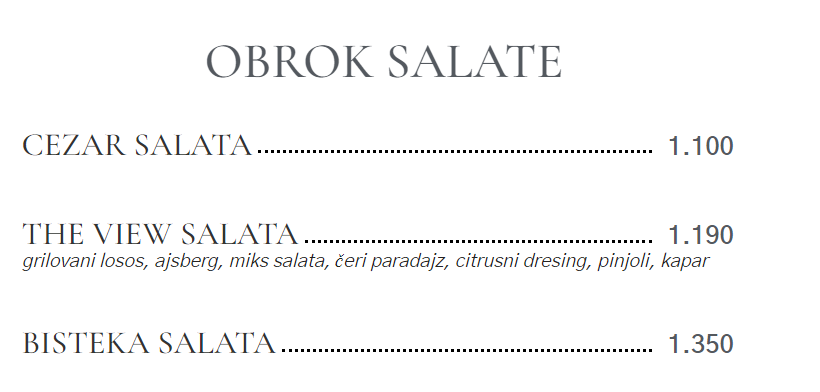 OBROK SALATE
CEZAR SALATA 1.100
THE VIEW SALATA 1.190
grilovani losos, ajsberg, miks salata, čeri paradajz, citrusni dresing, pinjoli, kapar
BISTEKA SALATA 1.350